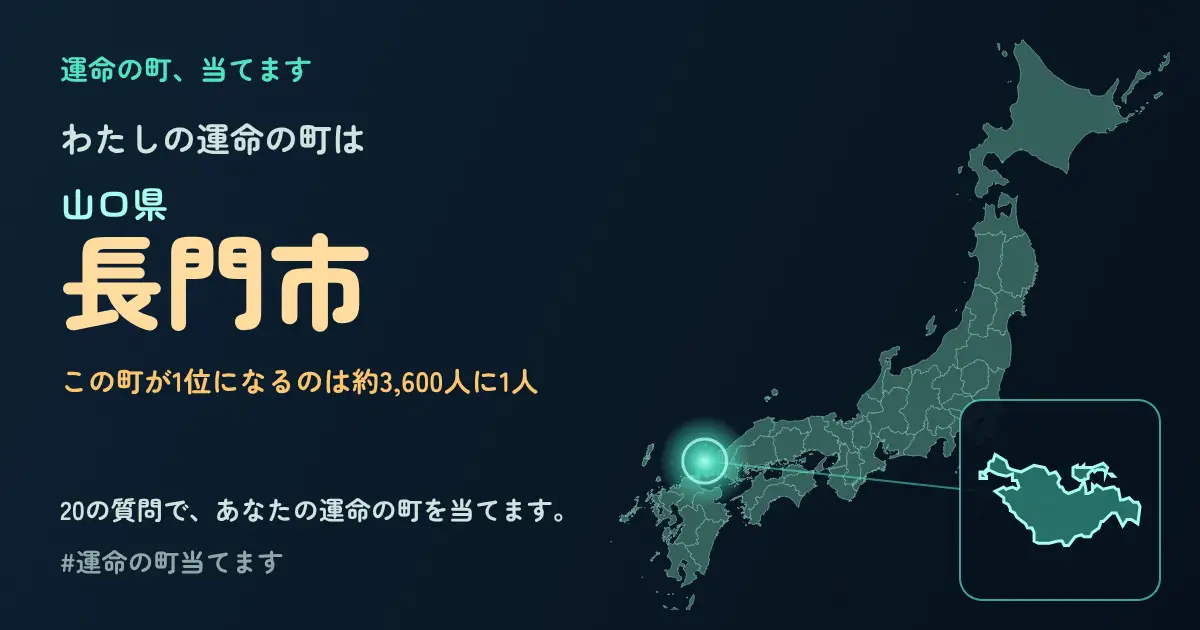 運命の町、当てます
わたしの運命の町は
山口県
長門市
この町が1位になるのは約3,600人に1人
20の質問で、あなたの運命の町を当てます。
#運命の町当てます